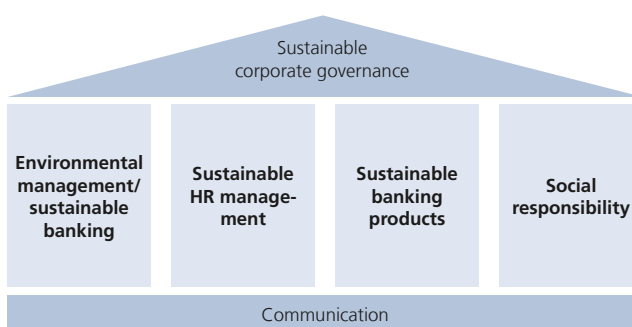 Sustainable
corporate governance
Environmental
management/
sustainable
banking
Sustainable
HR manage-
ment
Sustainable
banking
products
Social
responsibility
Communication